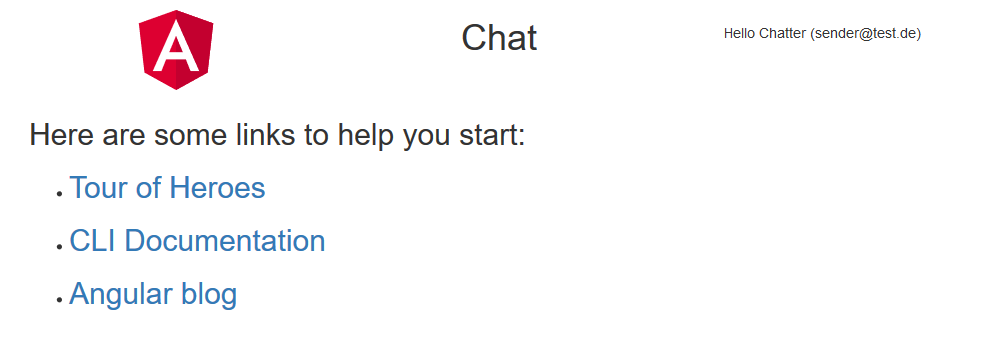 Chat
Hello Chatter (sender@test.de)
Here are some links to help you start:
Tour of Heroes
CLI Documentation
Angular blog